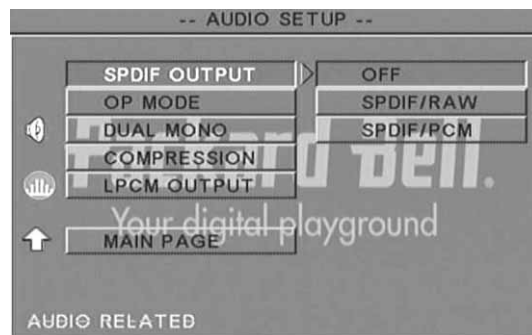 -- AUDIO SETUP --
SPDIF OUTPUT
OFF
OP MODE
SPDIF/RAW
DUAL MONO
SPDIF/PCM
COMPRESSION
LPCM OUTPUT
Packard Bell.
Your digital playground
MAIN PAGE
AUDIO RELATED